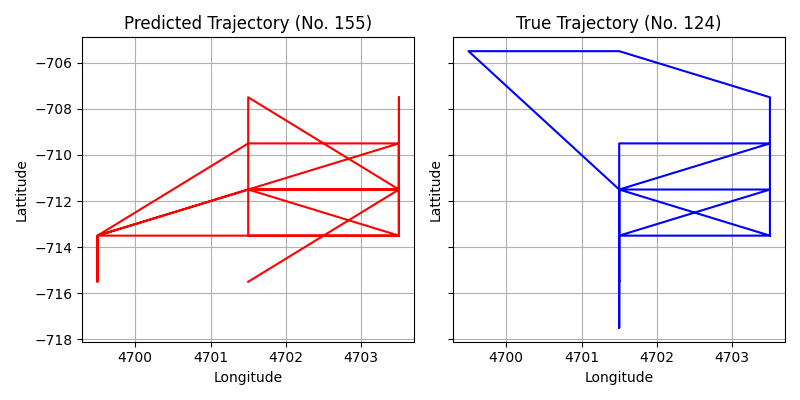 Predicted Trajectory (No. 155)
True Trajectory (No. 124)
Lattitude
−706
−708
−710
−712
−714
−716
−718
4700
4701
4702
4703
Longitude
Lattitude
4700
4701
4702
4703
Longitude